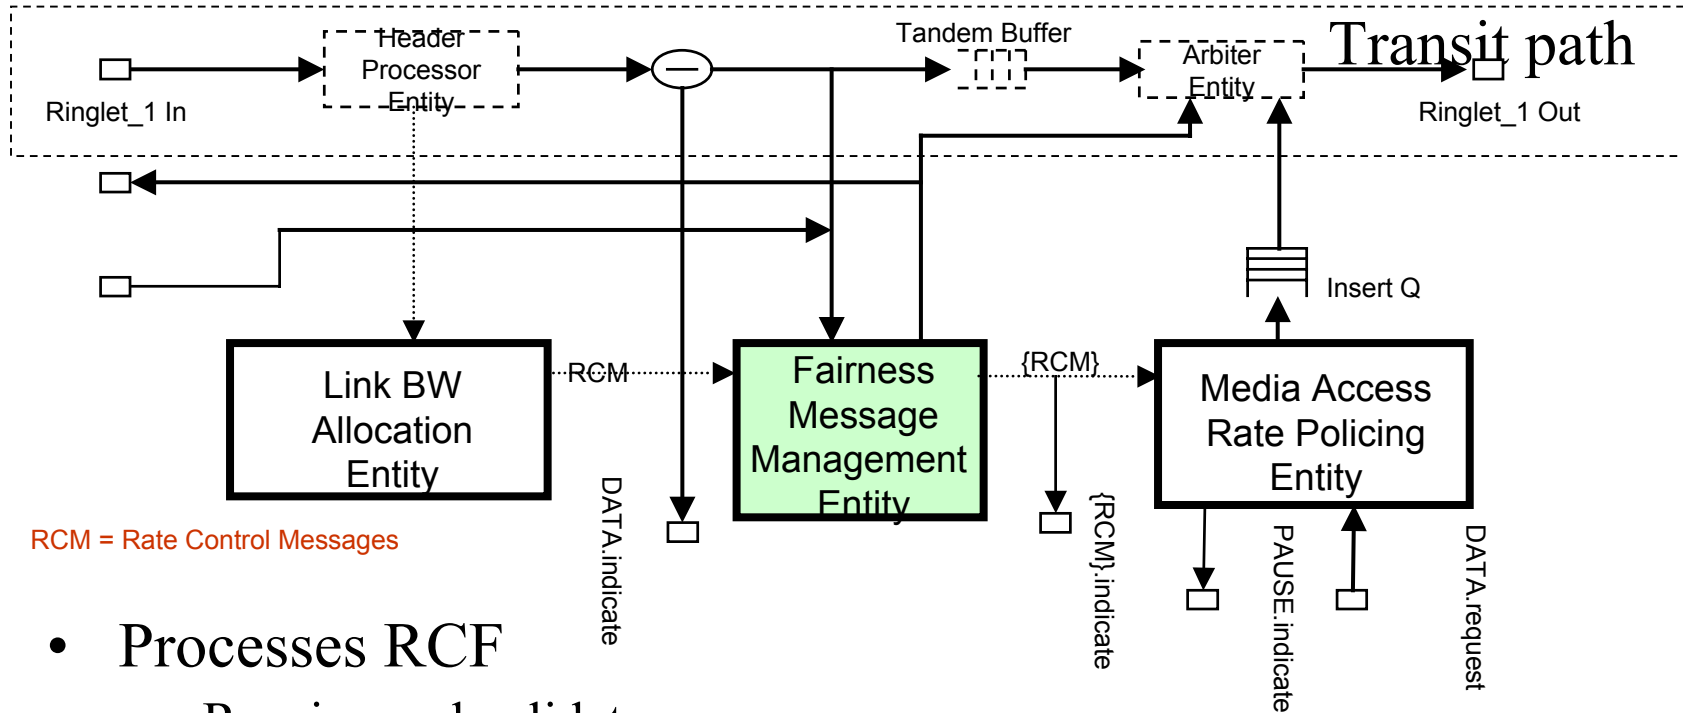 Transit path
Header
Processor
Entity
Tandem Buffer
Arbiter
Entity
Ringlet_1 In
Ringlet_1 Out
Insert Q
Link BW
Allocation
Entity
RCM
Fairness
Message
Management
Entity
{RCM}
Media Access
Rate Policing
Entity
DATA.indicate
{RCM}.indicate
PAUSE.indicate
DATA.request
RCM = Rate Control Messages
• Processes RCF